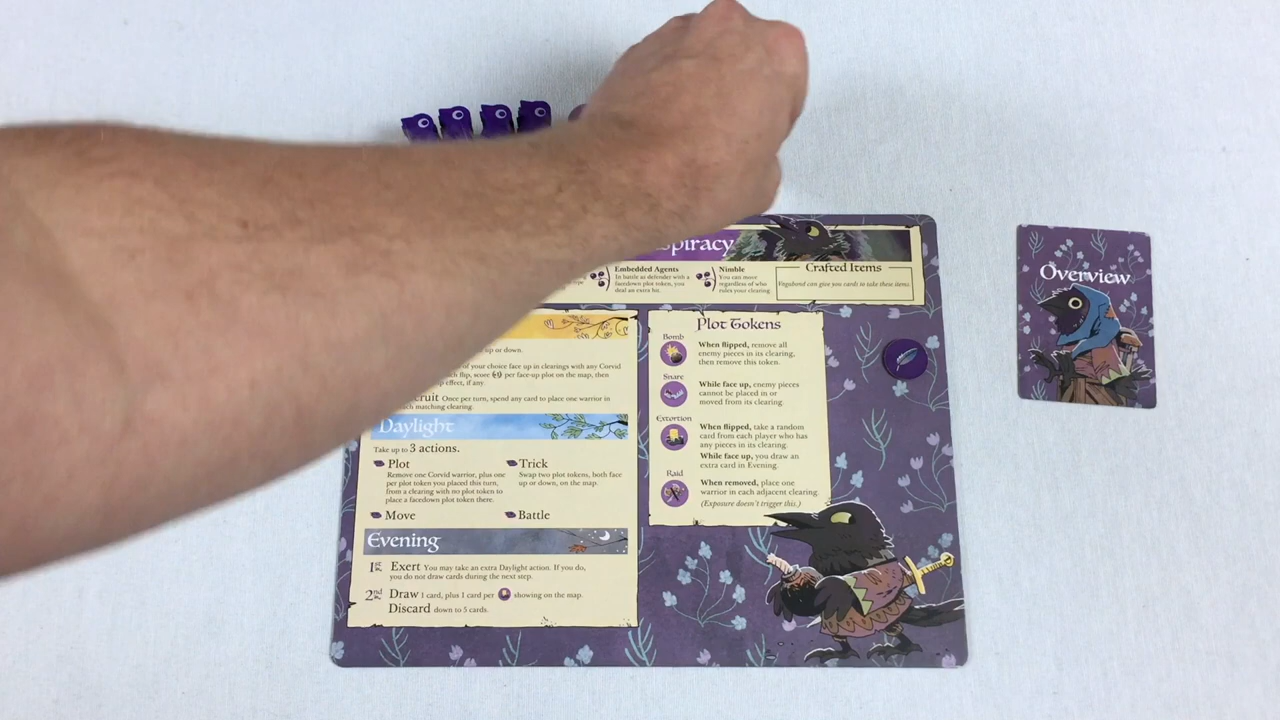 spiracy
Embedded Agents
In battle as defender with a
facedown plot token, you
deal an extra hit.
Nimble
You can move
regardless of who
rules your clearing.
Crafted Items
Vagabond can give you cards to take these items.
up or down.
of your choice face up in clearings with any Corvid
flip, score +1 per face-up plot on the map, then
effect, if any.
ruit Once per turn, spend any card to place one warrior in
each matching clearing.
Daylight
Take up to 3 actions.
Plot
Remove one Corvid warrior, plus one
per plot token you placed this turn,
from a clearing with no plot token to
place a facedown plot token there.
Trick
Swap two plot tokens, both face
up or down, on the map.
Move
Battle
Evening
1st Exert You may take an extra Daylight action. If you do,
you do not draw cards during the next step.
2nd Draw 1 card, plus 1 card per showing on the map.
Discard down to 5 cards.
Plot Tokens
Bomb
When flipped, remove all
enemy pieces in its clearing,
then remove this token.
Snare
While face up, enemy pieces
cannot be placed in or
moved from its clearing.
Extortion
When flipped, take a random
card from each player who has
any pieces in its clearing.
While face up, you draw an
extra card in Evening.
Raid
When removed, place one
warrior in each adjacent clearing.
(Exposure doesn't trigger this.)
Overview